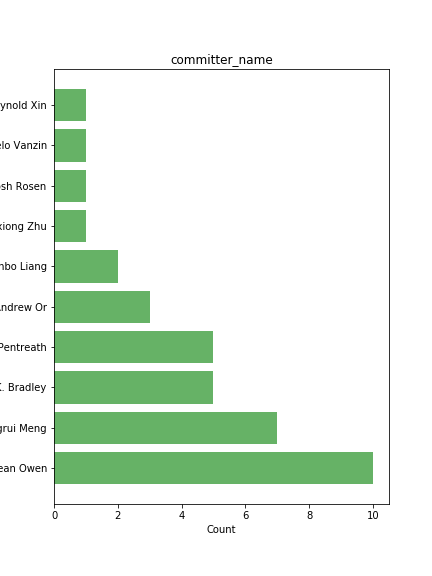 committer_name
ynold Xin
elo Vanzin
osh Rosen
xiong Zhu
nbo Liang
Andrew Or
Pentreath
K. Bradley
grui Meng
ean Owen
0 2 4 6 8 10
Count